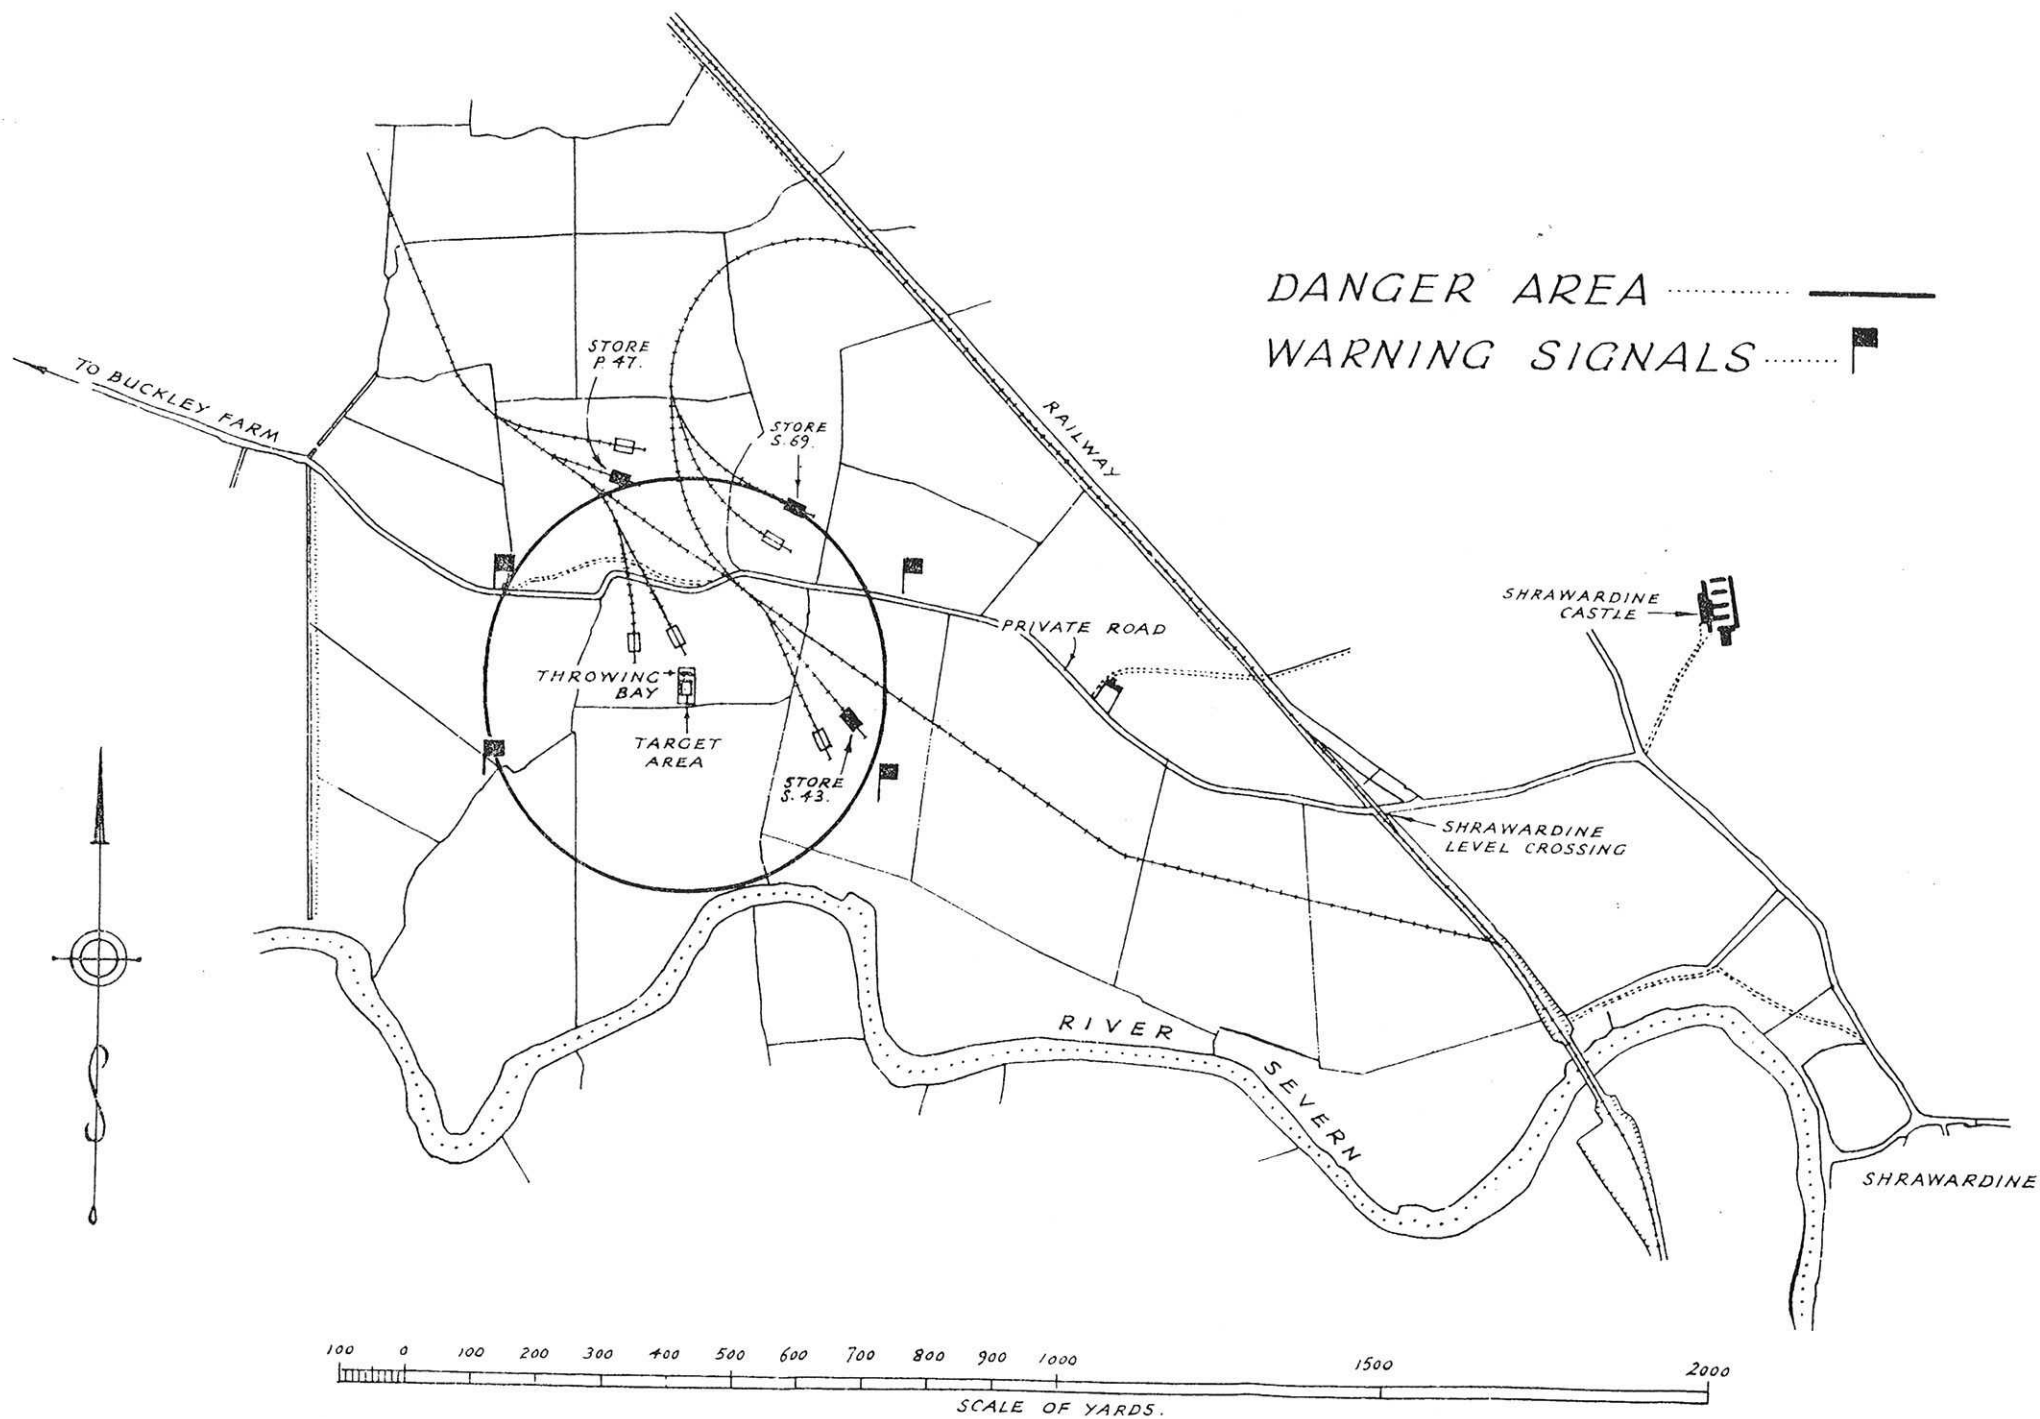 DANGER AREA
WARNING SIGNALS
STORE
P. 47.
TO BUCKLEY FARM
STORE
S. 69.
RAILWAY
SHRAWARDINE
CASTLE
PRIVATE ROAD
THROWING
BAY
TARGET
AREA
STORE
S. 43.
SHRAWARDINE
LEVEL CROSSING
RIVER
SEVERN
SHRAWARDINE
100 0 100 200 300 400 500 600 700 800 900 1000 1500 2000
SCALE OF YARDS.